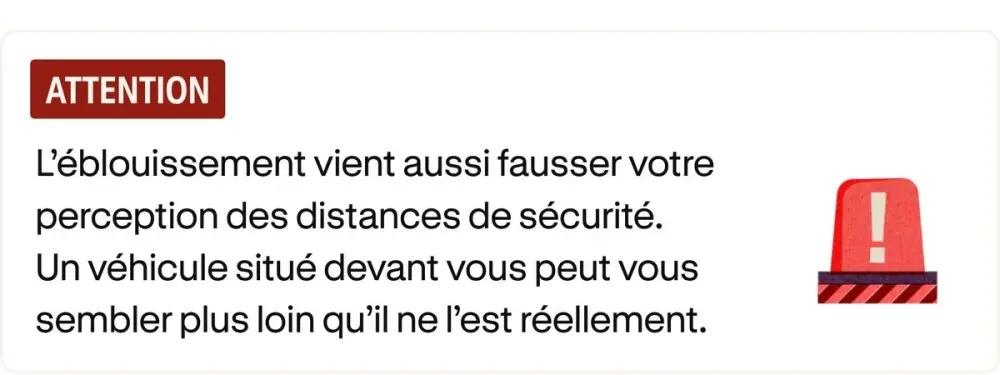 ATTENTION
L’éblouissement vient aussi fausser votre
perception des distances de sécurité.
Un véhicule situé devant vous peut vous
sembler plus loin qu’il ne l’est réellement.